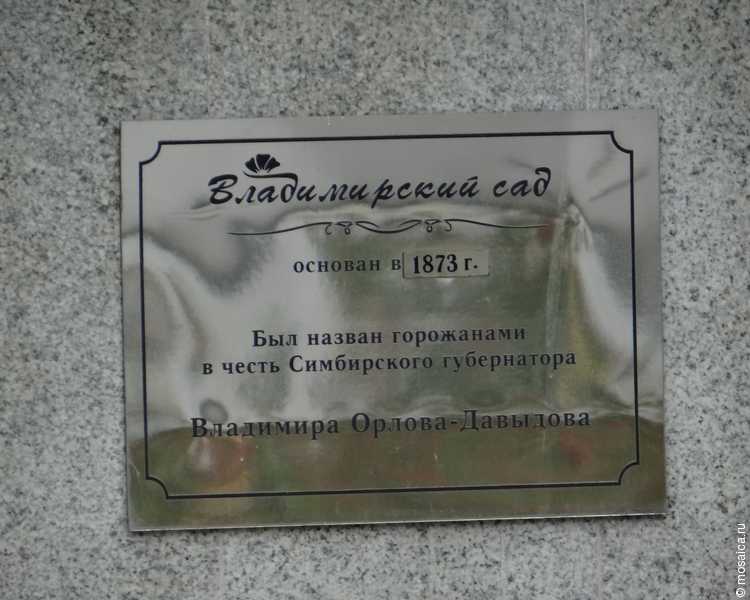 Владимирский сад
основан в 1873 г.
Был назван горожанами
в честь Симбирского губернатора
Владимира Орлова-Давыдова
© mosaica.ru